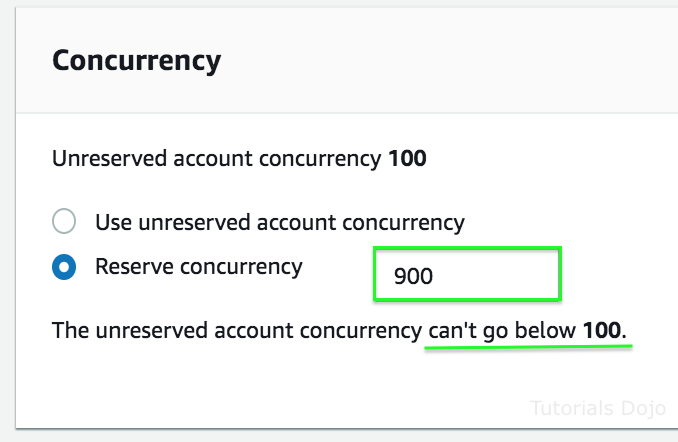 Concurrency
Unreserved account concurrency 100
Use unreserved account concurrency
Reserve concurrency 900
The unreserved account concurrency can't go below 100.
Tutorials Dojo